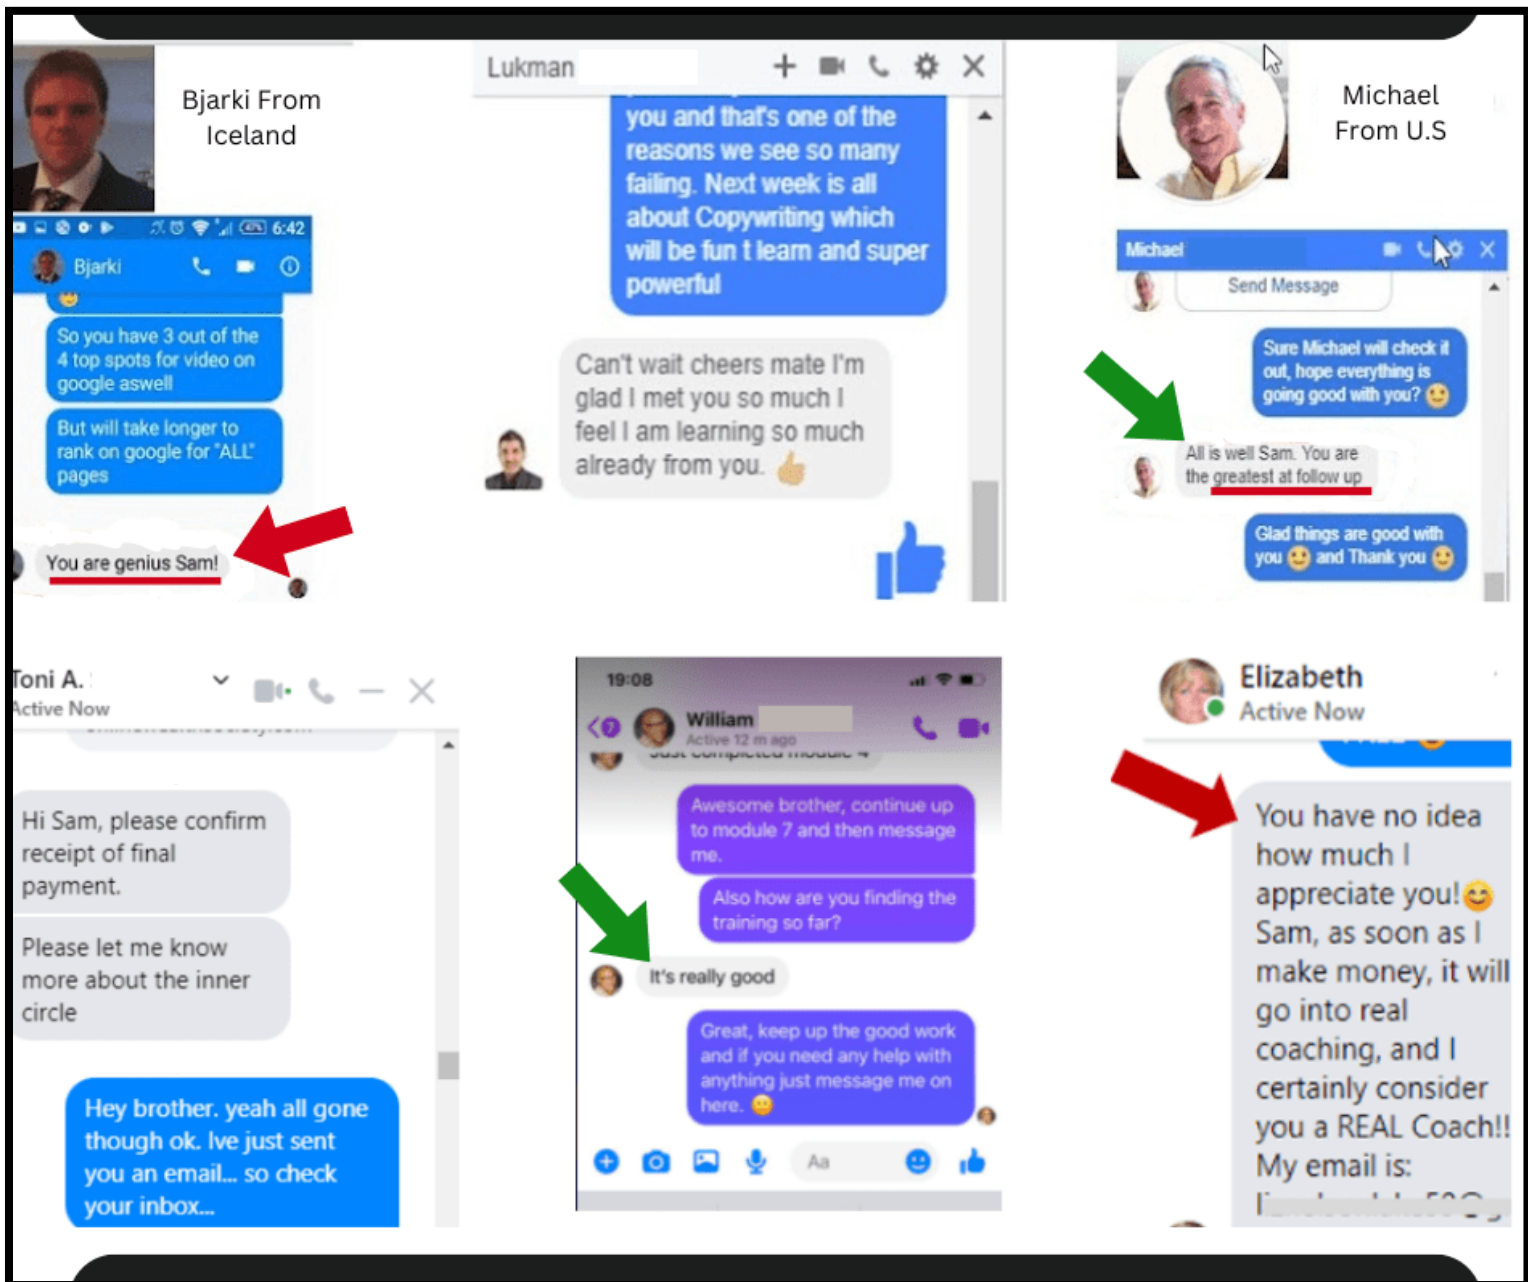 Bjarki From
Iceland
6:42
Bjarki
So you have 3 out of the
4 top spots for video on
google aswell
But will take longer to
rank on google for "ALL"
pages
You are genius Sam!
Lukman
you and that's one of the
reasons we see so many
failing. Next week is all
about Copywriting which
will be fun t learn and super
powerful
Can't wait cheers mate I'm
glad I met you so much I
feel I am learning so much
already from you.
Michael
From U.S
Michael
Send Message
Sure Michael will check it
out, hope everything is
going good with you?
All is well Sam. You are
the greatest at follow up
Glad things are good with
you and Thank you
Toni A.
Active Now
Hi Sam, please confirm
receipt of final
payment.
Please let me know
more about the inner
circle
Hey brother. yeah all gone
though ok. Ive just sent
you an email... so check
your inbox...
19:08
William
Active 12 m ago
Just completed module 4
Awesome brother, continue up
to module 7 and then message
me.
Also how are you finding the
training so far?
It's really good
Great, keep up the good work
and if you need any help with
anything just message me on
here.
Aa
Elizabeth
Active Now
You have no idea
how much I
appreciate you!
Sam, as soon as I
make money, it will
go into real
coaching, and I
certainly consider
you a REAL Coach!!
My email is: